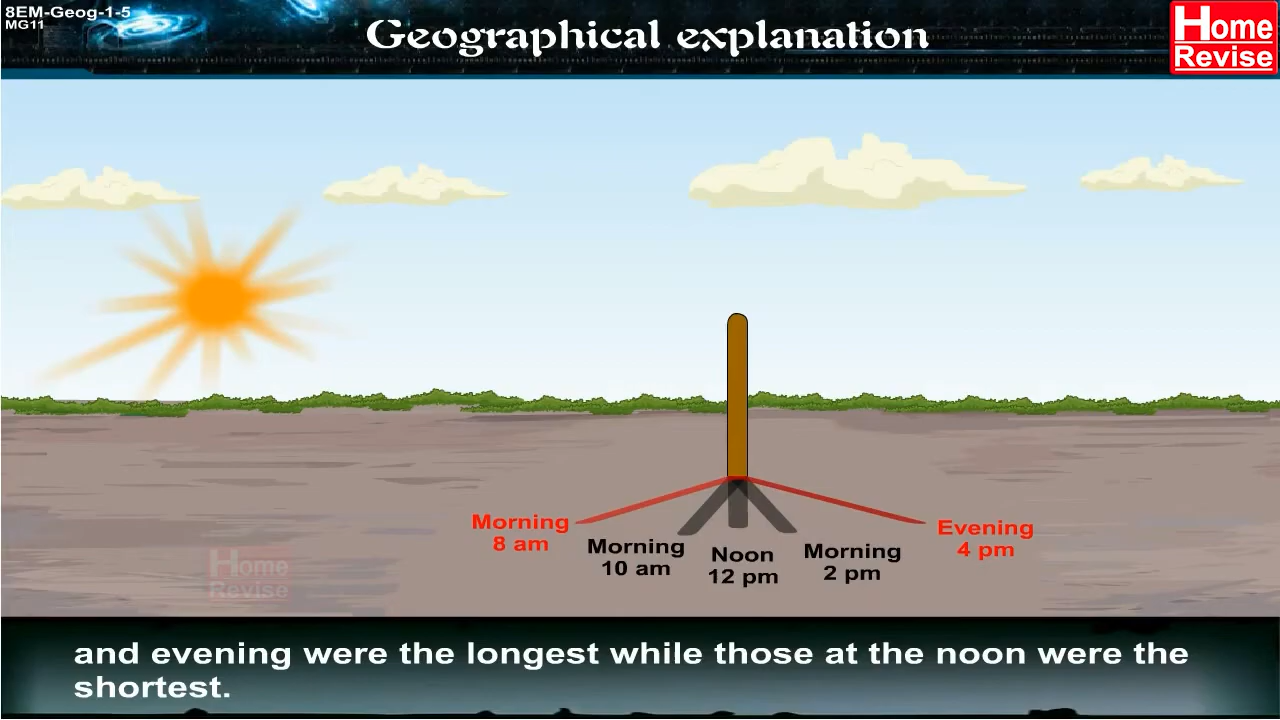 8EM-Geog-1-5
MG11
Geographical explanation
Home
Revise
Morning
8 am
Morning
10 am
Noon
12 pm
Morning
2 pm
Evening
4 pm
Home
Revise
and evening were the longest while those at the noon were the
shortest.